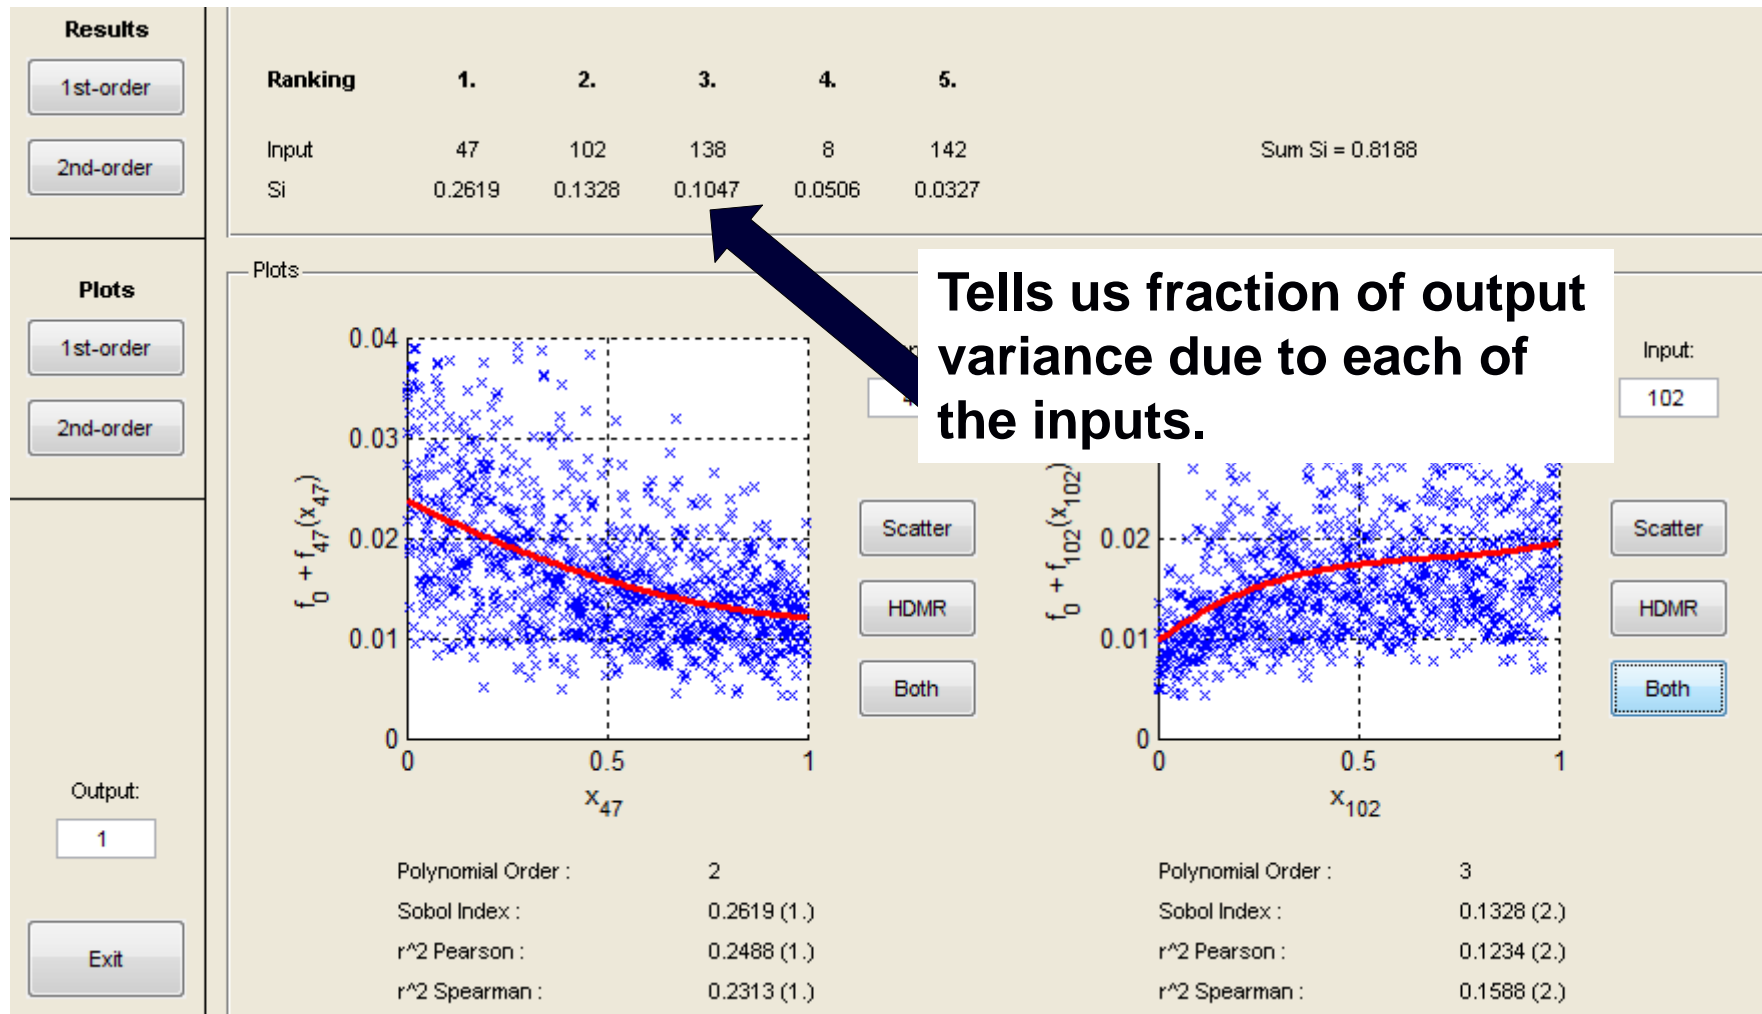 Results
1st-order
2nd-order
Ranking 1. 2. 3. 4. 5.
Input 47 102 138 8 142 Sum Si = 0.8188
Si 0.2619 0.1328 0.1047 0.0506 0.0327
Plots
1st-order
2nd-order
Output:
1
Exit
Plots
Tells us fraction of output
variance due to each of
the inputs.
0.04
0.03
0.02
0.01
0
0 0.5 1
f0 + f47(x47)
x47
Scatter
HDMR
Both
Polynomial Order : 2
Sobol Index : 0.2619 (1.)
r^2 Pearson : 0.2488 (1.)
r^2 Spearman : 0.2313 (1.)
Input:
102
0.02
0.01
0
0 0.5 1
f0 + f102(x102)
x102
Scatter
HDMR
Both
Polynomial Order : 3
Sobol Index : 0.1328 (2.)
r^2 Pearson : 0.1234 (2.)
r^2 Spearman : 0.1588 (2.)